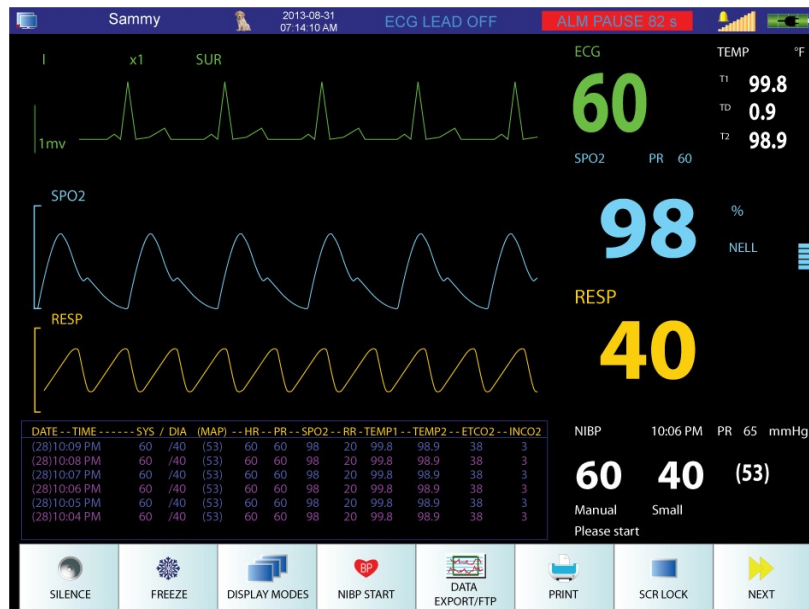 Sammy 2013-08-31 07:14:10 AM ECG LEAD OFF ALM PAUSE 82 s
I x1 SUR
1mv
ECG
60
TEMP °F
T1 99.8
TD 0.9
T2 98.9
SPO2 PR 60
SPO2
98
%
NELL
RESP
RESP
40
DATE - - TIME - - - - - - SYS / DIA (MAP) - - HR - - PR - - SPO2 - - RR - TEMP1 - - TEMP2 - - ETCO2 - - INCO2
(28)10:09 PM 60 /40 (53) 60 60 98 20 99.8 98.9 38 3
(28)10:08 PM 60 /40 (53) 60 60 98 20 99.8 98.9 38 3
(28)10:07 PM 60 /40 (53) 60 60 98 20 99.8 98.9 38 3
(28)10:06 PM 60 /40 (53) 60 60 98 20 99.8 98.9 38 3
(28)10:05 PM 60 /40 (53) 60 60 98 20 99.8 98.9 38 3
(28)10:04 PM 60 /40 (53) 60 60 98 20 99.8 98.9 38 3
NIBP 10:06 PM PR 65 mmHg
60 40 (53)
Manual Small
Please start
SILENCE
FREEZE
DISPLAY MODES
BP
NIBP START
DATA
EXPORT/FTP
PRINT
SCR LOCK
NEXT